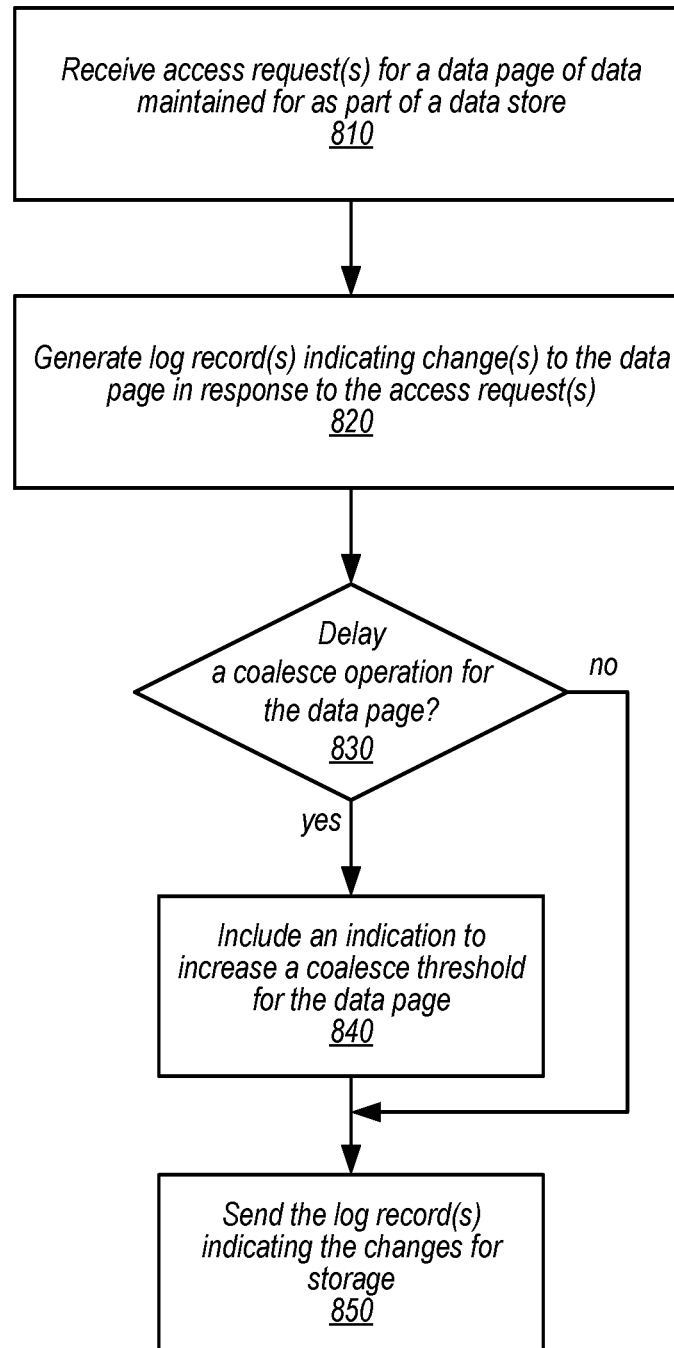 Receive access request(s) for a data page of data
maintained for as part of a data store
810
Generate log record(s) indicating change(s) to the data
page in response to the access request(s)
820
Delay
a coalesce operation for
the data page?
830
no
yes
Include an indication to
increase a coalesce threshold
for the data page
840
Send the log record(s)
indicating the changes for
storage
850